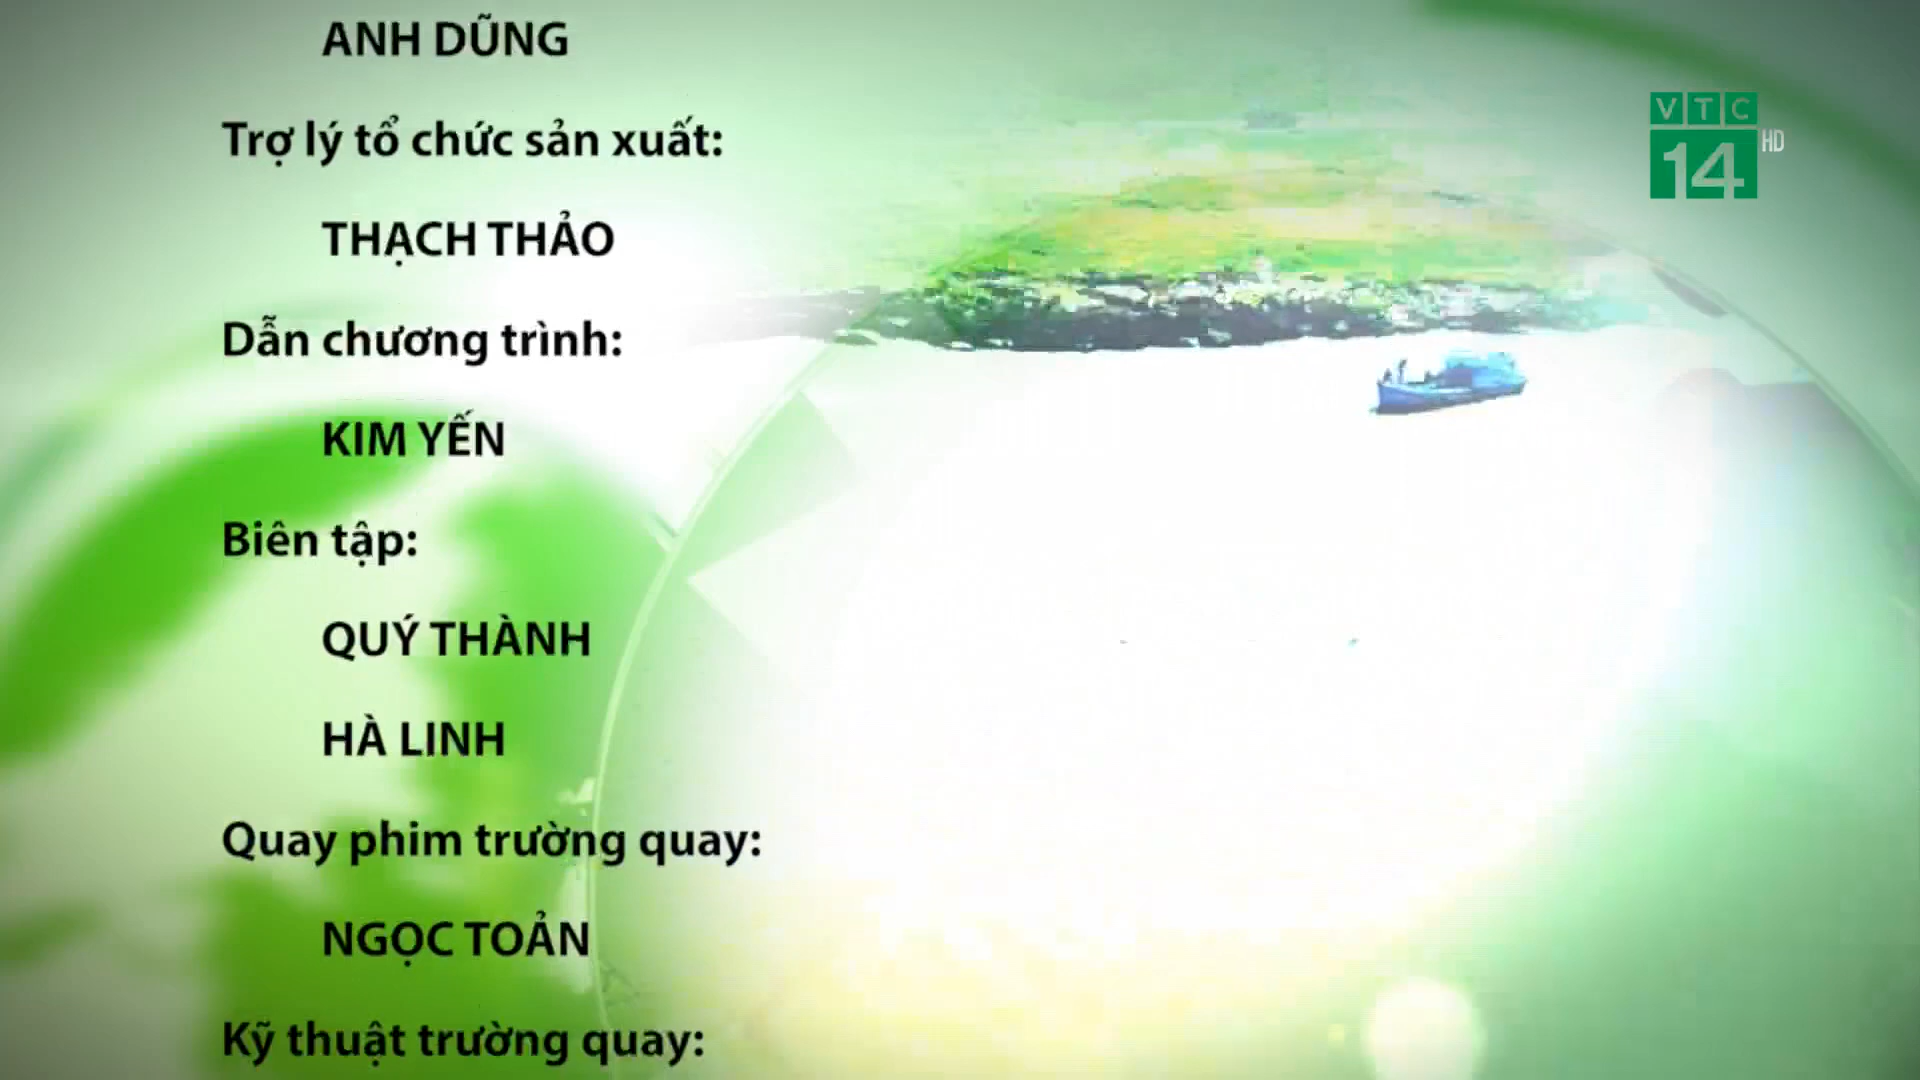 ANH DŨNG
Trợ lý tổ chức sản xuất:
THẠCH THẢO
Dẫn chương trình:
KIM YẾN
Biên tập:
QUÝ THÀNH
HÀ LINH
Quay phim trường quay:
NGỌC TOẢN
Kỹ thuật trường quay:
VTC
14 HD